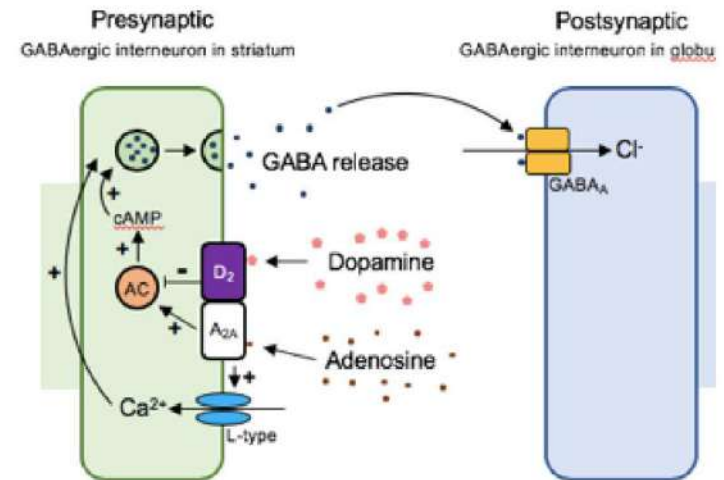 Presynaptic
GABAergic interneuron in striatum
Postsynaptic
GABAergic interneuron in globu
GABA release
Cl-
GABAA
+
cAMP
+
AC
-
D2
Dopamine
+
A2A
Adenosine
+
+
Ca2+
L-type